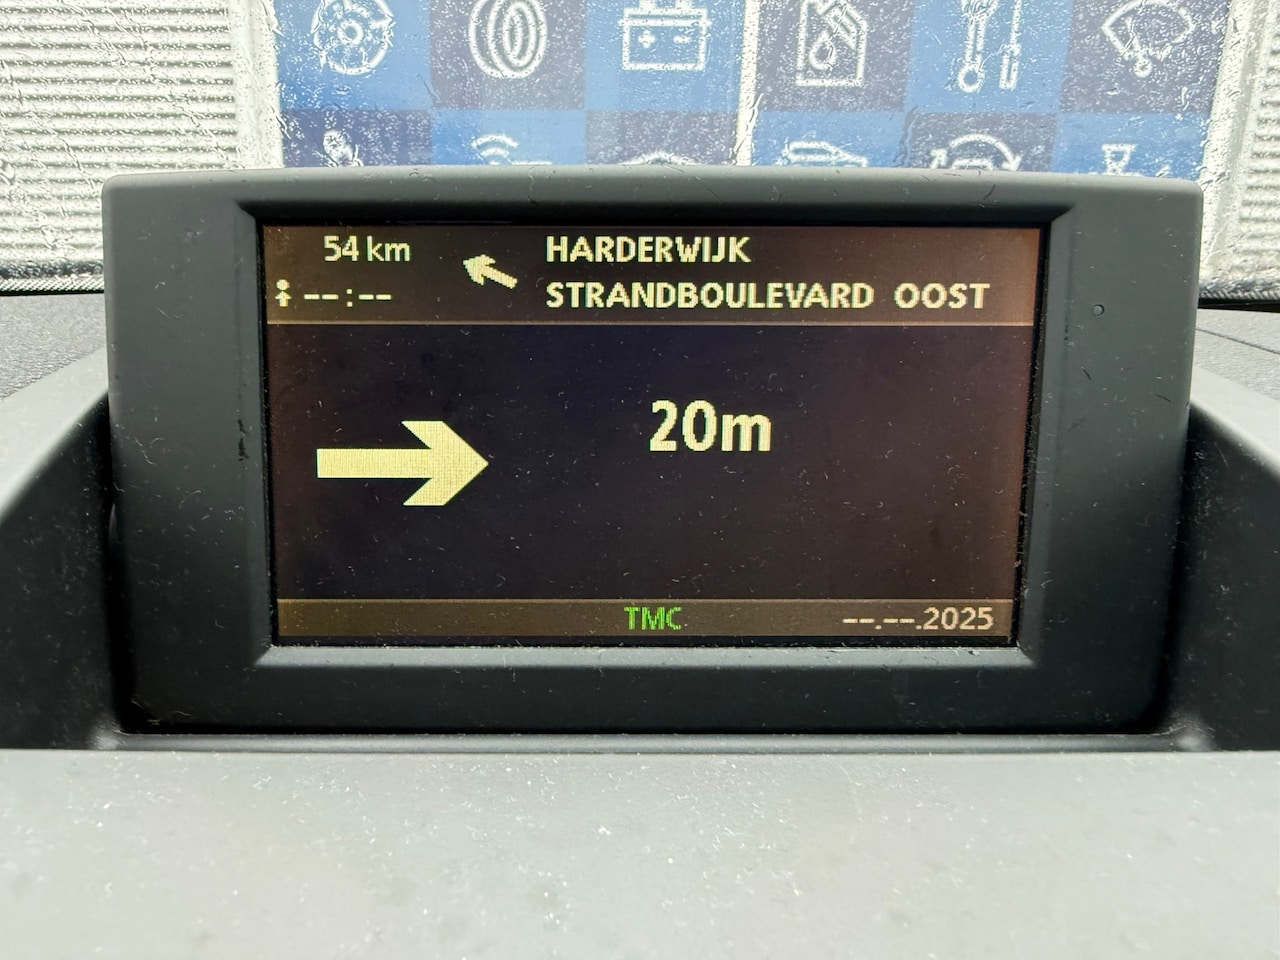 54 km
HARDERWIJK
--:--
STRANDBOULEVARD OOST
20m
TMC
--.--.2025